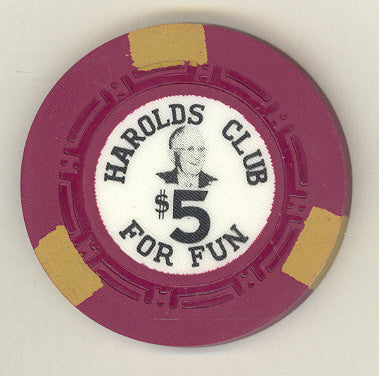 HAROLDS CLUB
$5
FOR FUN